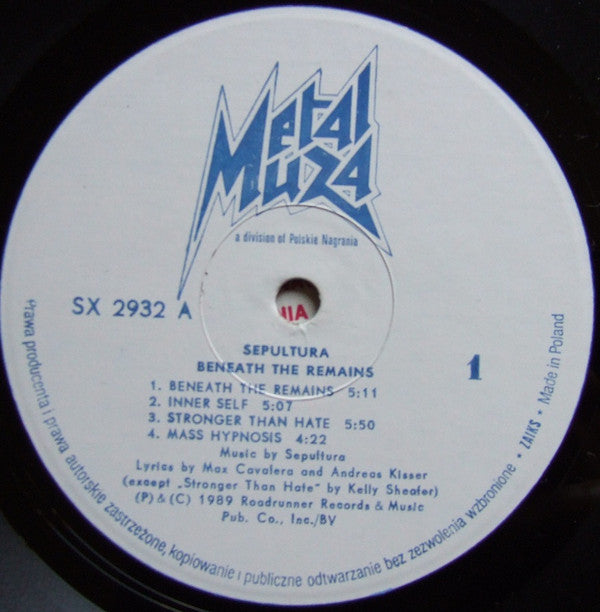 Metal
Muza
a division of Polskie Nagrania
SX 2932 A
SEPULTURA
BENEATH THE REMAINS
1
1. BENEATH THE REMAINS 5:11
2. INNER SELF 5:07
3. STRONGER THAN HATE 5:50
4. MASS HYPNOSIS 4:22
Music by Sepultura
Lyrics by Max Cavalera and Andreas Kisser
(except „Stronger Than Hate" by Kelly Sheafer)
(P) & (C) 1989 Roadrunner Records & Music
Pub. Co., Inc./BV
Prawa producenta i prawa autorskie zastrzeżone, kopiowanie i publiczne odtwarzanie bez zezwolenia wzbronione • ZAIKS • Made in Poland